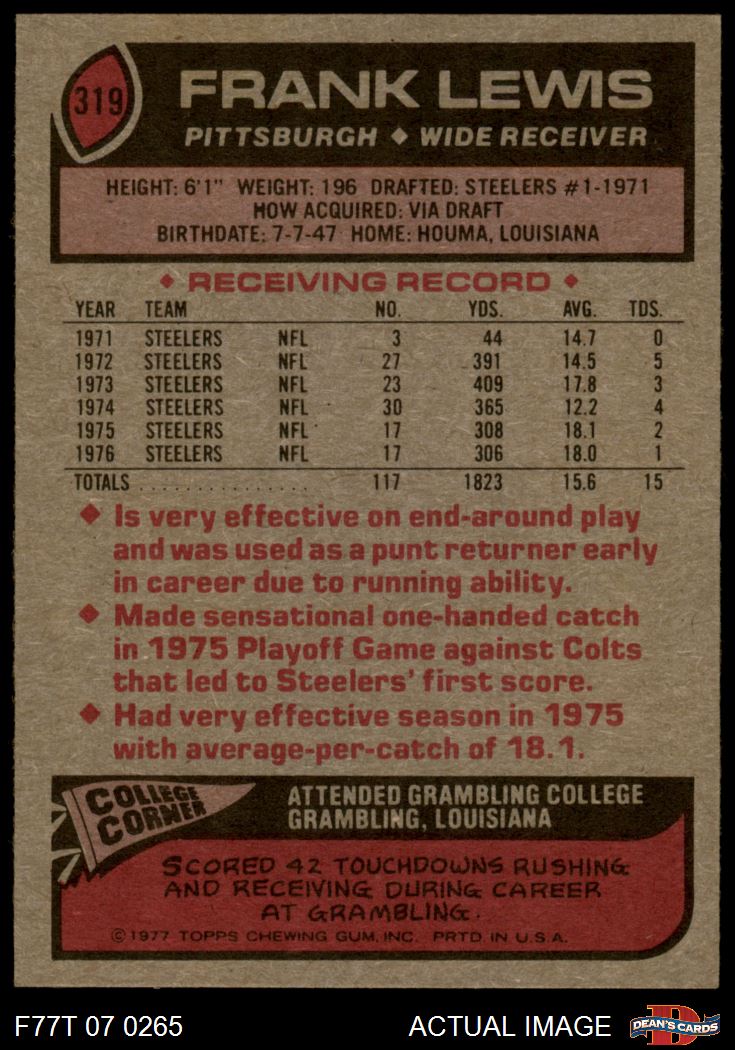 319
FRANK LEWIS
PITTSBURGH ◆ WIDE RECEIVER
HEIGHT: 6'1" WEIGHT: 196 DRAFTED: STEELERS #1-1971
HOW ACQUIRED: VIA DRAFT
BIRTHDATE: 7-7-47 HOME: HOUMA, LOUISIANA
◆ RECEIVING RECORD ◆
YEAR TEAM NO. YDS. AVG. TDS.
1971 STEELERS NFL 3 44 14.7 0
1972 STEELERS NFL 27 391 14.5 5
1973 STEELERS NFL 23 409 17.8 3
1974 STEELERS NFL 30 365 12.2 4
1975 STEELERS NFL 17 308 18.1 2
1976 STEELERS NFL 17 306 18.0 1
TOTALS . . . . . . . . . . . . . . . 117 1823 15.6 15
◆ Is very effective on end-around play
and was used as a punt returner early
in career due to running ability.
◆ Made sensational one-handed catch
in 1975 Playoff Game against Colts
that led to Steelers' first score.
◆ Had very effective season in 1975
with average-per-catch of 18.1.
COLLEGE
CORNER
ATTENDED GRAMBLING COLLEGE
GRAMBLING, LOUISIANA
SCORED 42 TOUCHDOWNS RUSHING
AND RECEIVING DURING CAREER
AT GRAMBLING.
©1977 TOPPS CHEWING GUM, INC. PRTD IN U.S.A.
F77T 07 0265
ACTUAL IMAGE
D
DEAN'S CARDS